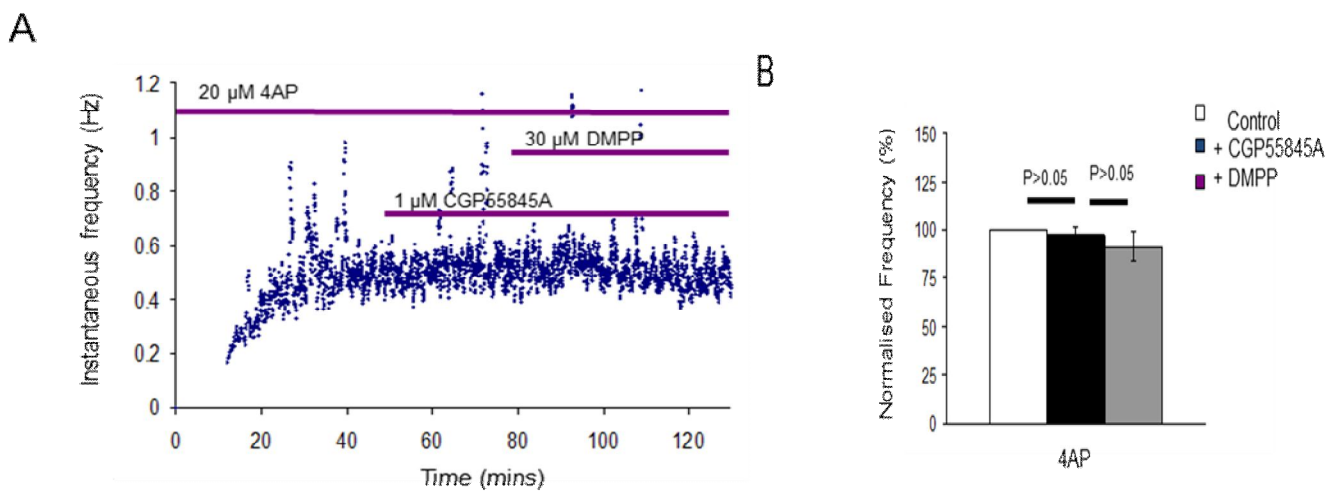 A
B
Instantaneous frequency (Hz)
12
1
0.8
0.6
0.4
0.2
0
20 µM 4AP
30 µM DMPP
1 µM CGP55845A
0
20
40
60
80
100
120
Time (mins)
Normalised Frequency (%)
150
125
100
75
50
25
0
P>0.05
P>0.05
4AP
Control
+ CGP55845A
+ DMPP